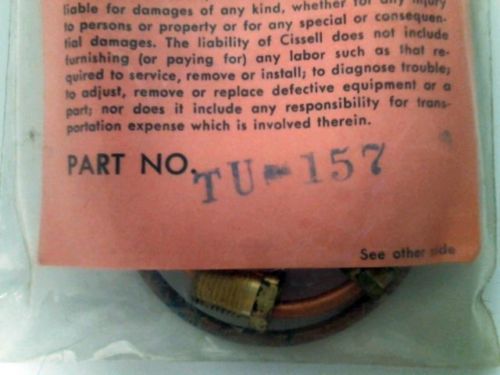 liable for damages of any kind, whether for any injury
to persons or property or for any special or consequen-
tial damages. The liability of Cissell does not include
furnishing (or paying for) any labor such as that re-
quired to service, remove or install; to diagnose trouble;
to adjust, remove or replace defective equipment or a
part; nor does it include any responsibility for trans-
portation expense which is involved therein.
PART NO. TU-157
See other side